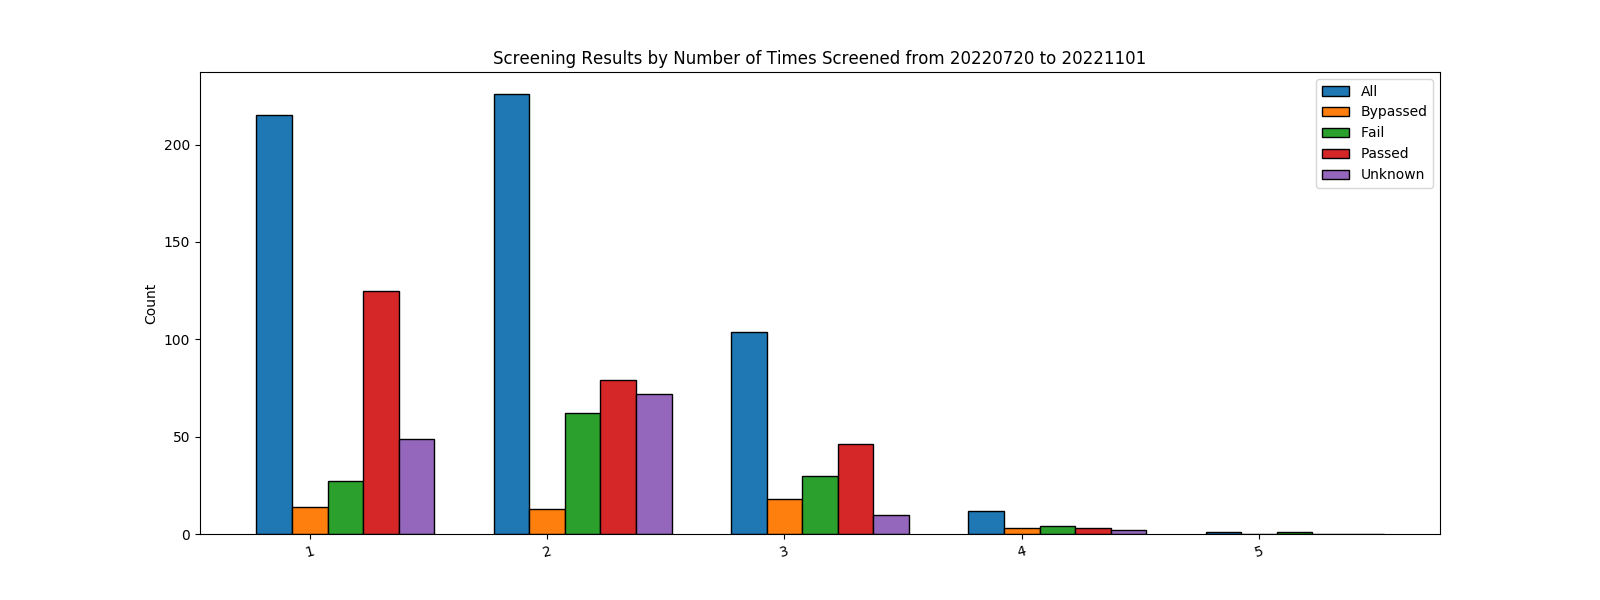 Screening Results by Number of Times Screened from 20220720 to 20221101
All
Bypassed
Fail
Passed
Unknown
Count
200
150
100
50
0
1
2
3
4
5